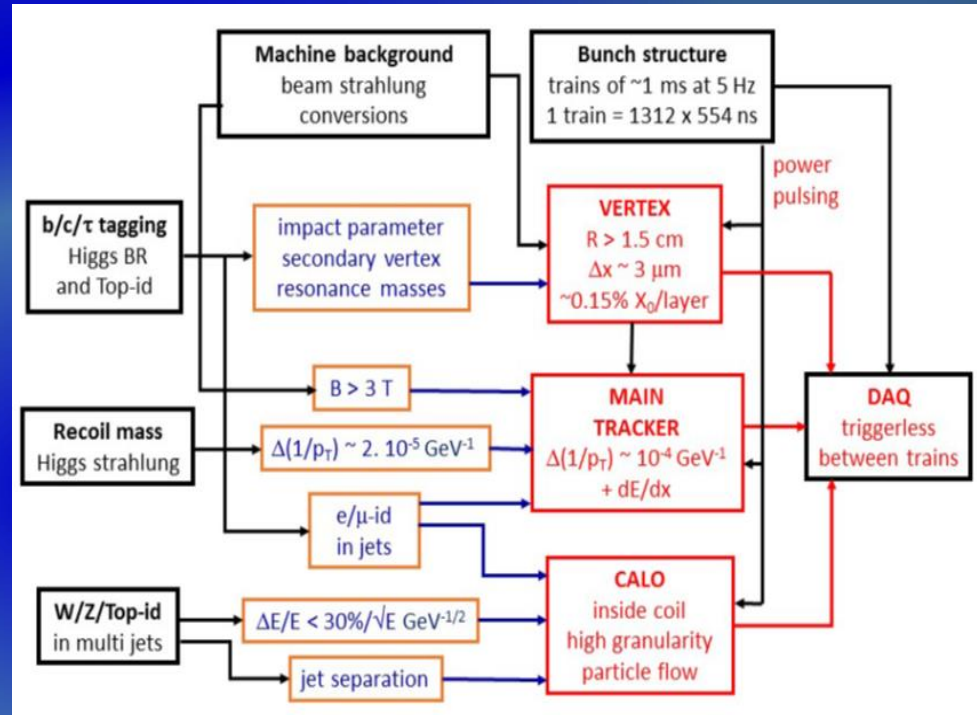 Machine background
beam strahlung
conversions
Bunch structure
trains of ~1 ms at 5 Hz
1 train = 1312 x 554 ns
power
pulsing
b/c/τ tagging
Higgs BR
and Top-id
impact parameter
secondary vertex
resonance masses
VERTEX
R > 1.5 cm
Δx ~ 3 μm
~0.15% X₀/layer
B > 3 T
MAIN
TRACKER
Δ(1/pT) ~ 10⁻⁴ GeV⁻¹
+ dE/dx
DAQ
triggerless
between trains
Recoil mass
Higgs strahlung
Δ(1/pT) ~ 2. 10⁻⁵ GeV⁻¹
e/μ-id
in jets
W/Z/Top-id
in multi jets
ΔE/E < 30%/√E GeV⁻¹/²
jet separation
CALO
inside coil
high granularity
particle flow